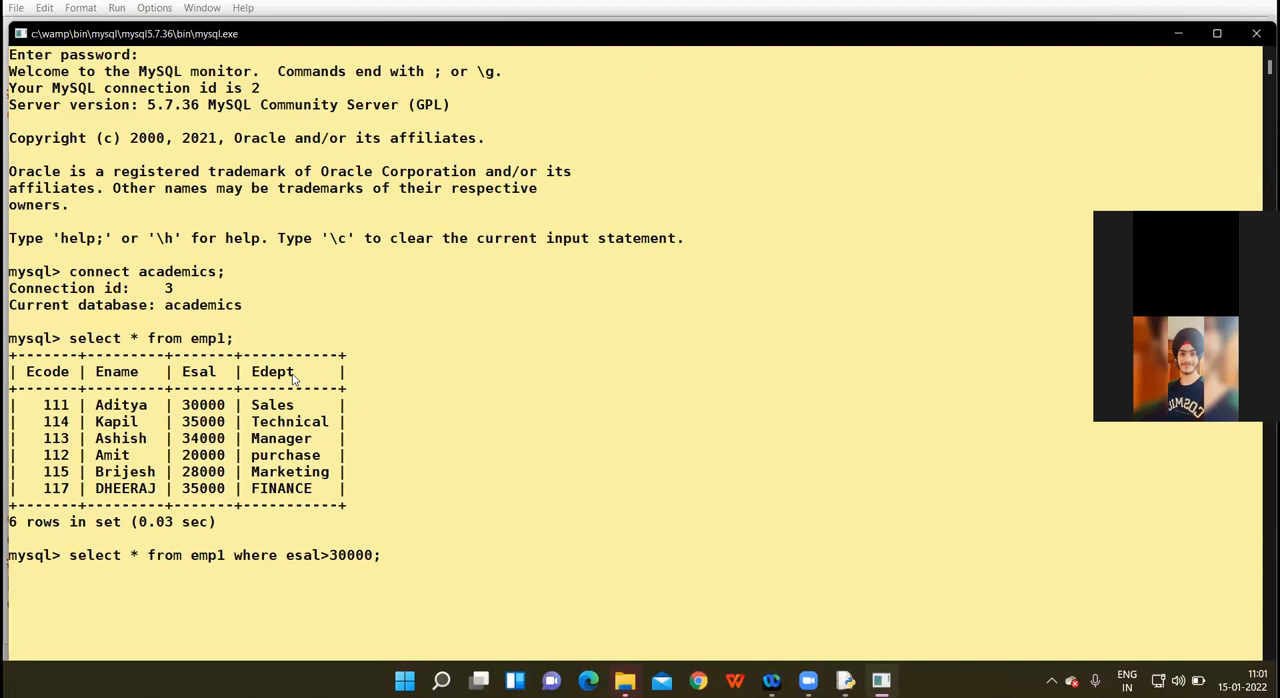 File Edit Format Run Options Window Help
c:\wamp\bin\mysql\mysql5.7.36\bin\mysql.exe
Enter password:
Welcome to the MySQL monitor.  Commands end with ; or \g.
Your MySQL connection id is 2
Server version: 5.7.36 MySQL Community Server (GPL)
Copyright (c) 2000, 2021, Oracle and/or its affiliates.
Oracle is a registered trademark of Oracle Corporation and/or its
affiliates. Other names may be trademarks of their respective
owners.
Type 'help;' or '\h' for help. Type '\c' to clear the current input statement.
mysql> connect academics;
Connection id:    3
Current database: academics
mysql> select * from emp1;
+-------+---------+-------+-----------+
| Ecode | Ename   | Esal  | Edept     |
+-------+---------+-------+-----------+
|   111 | Aditya  | 30000 | Sales     |
|   114 | Kapil   | 35000 | Technical |
|   113 | Ashish  | 34000 | Manager   |
|   112 | Amit    | 20000 | purchase  |
|   115 | Brijesh | 28000 | Marketing |
|   117 | DHEERAJ | 35000 | FINANCE   |
+-------+---------+-------+-----------+
6 rows in set (0.03 sec)
mysql> select * from emp1 where esal>30000;
ENG
IN
11:01
15-01-2022